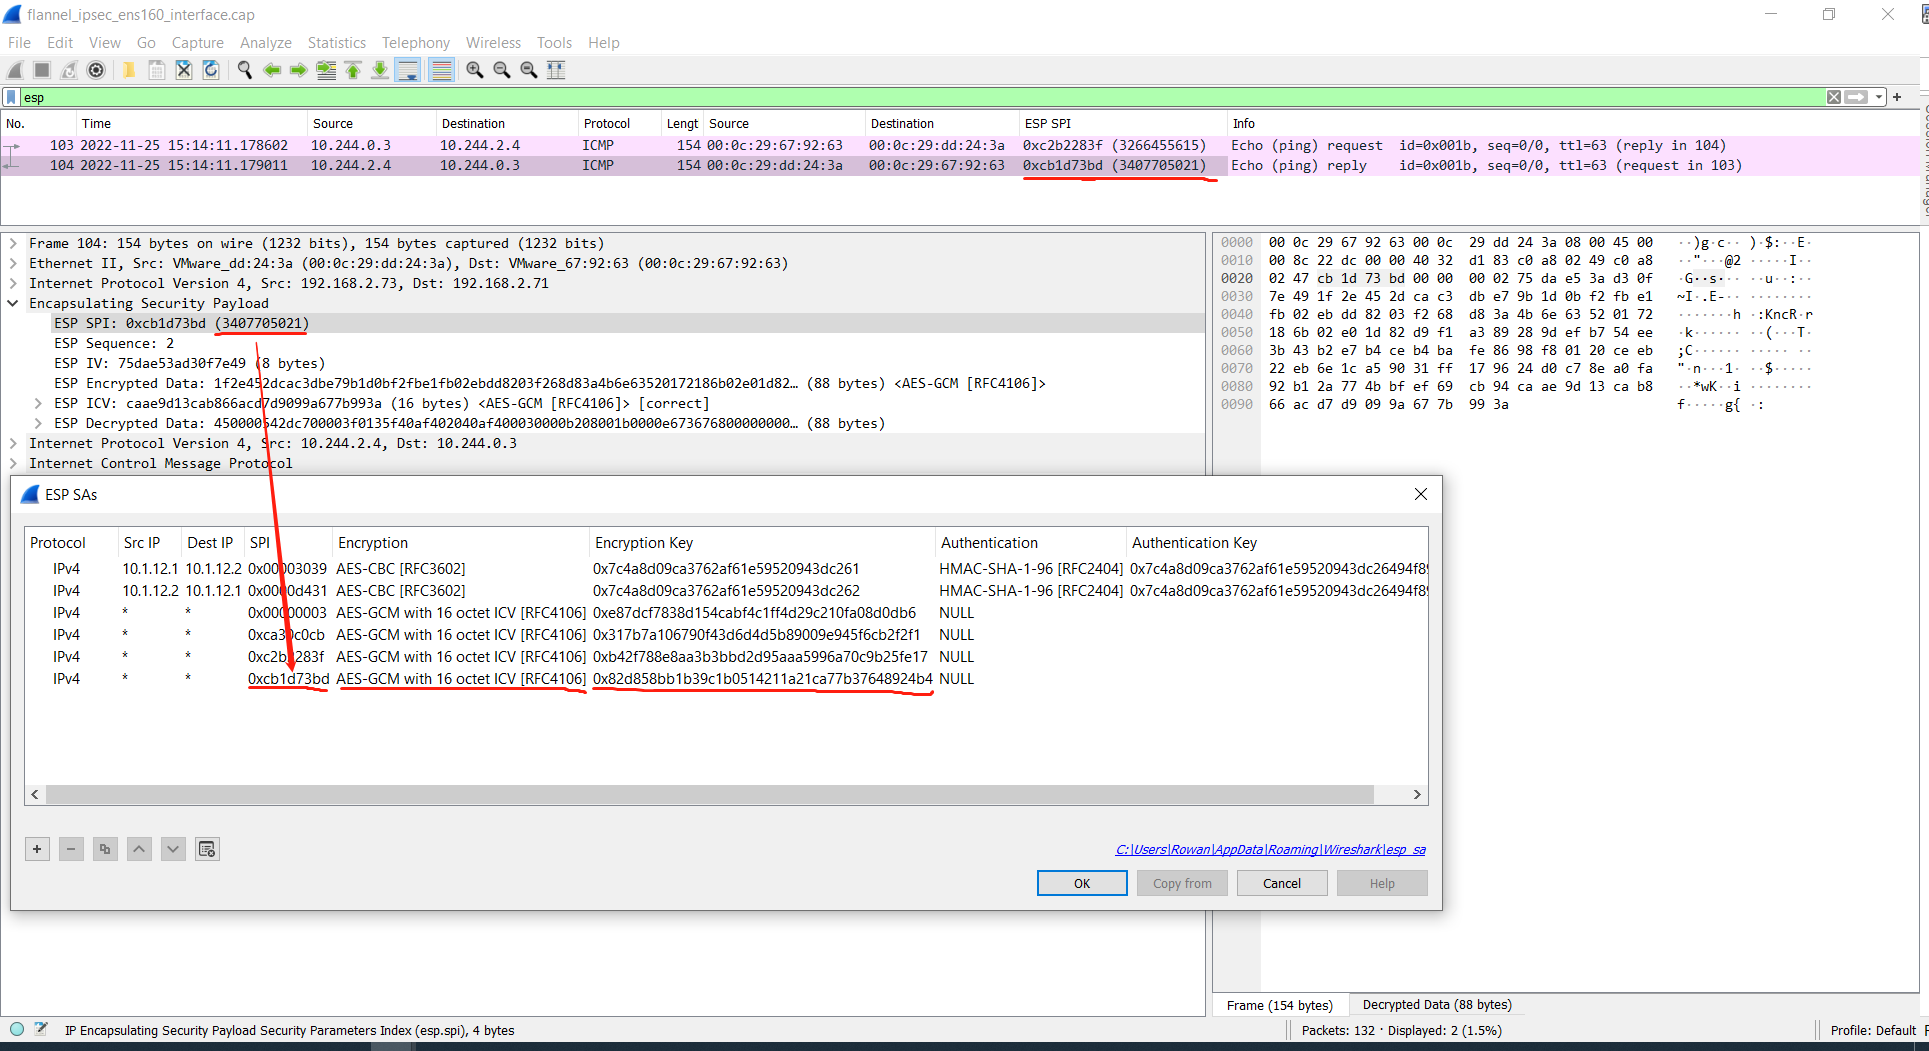 flannel_ipsec_ens160_interface.cap
File Edit View Go Capture Analyze Statistics Telephony Wireless Tools Help
esp
No. Time Source Destination Protocol Lengt Source Destination ESP SPI Info
103 2022-11-25 15:14:11.178602 10.244.0.3 10.244.2.4 ICMP 154 00:0c:29:67:92:63 00:0c:29:dd:24:3a 0xc2b2283f (3266455615) Echo (ping) request id=0x001b, seq=0/0, ttl=63 (reply in 104)
104 2022-11-25 15:14:11.179011 10.244.2.4 10.244.0.3 ICMP 154 00:0c:29:dd:24:3a 00:0c:29:67:92:63 0xcb1d73bd (3407705021) Echo (ping) reply id=0x001b, seq=0/0, ttl=63 (request in 103)
Frame 104: 154 bytes on wire (1232 bits), 154 bytes captured (1232 bits)
Ethernet II, Src: VMware_dd:24:3a (00:0c:29:dd:24:3a), Dst: VMware_67:92:63 (00:0c:29:67:92:63)
Internet Protocol Version 4, Src: 192.168.2.73, Dst: 192.168.2.71
Encapsulating Security Payload
ESP SPI: 0xcb1d73bd (3407705021)
ESP Sequence: 2
ESP IV: 75dae53ad30f7e49 (8 bytes)
ESP Encrypted Data: 1f2e452dcac3dbe79b1d0bf2fbe1fb02ebdd8203f268d83a4b6e63520172186b02e01d82… (88 bytes) <AES-GCM [RFC4106]>
ESP ICV: caae9d13cab866acd7d9099a677b993a (16 bytes) <AES-GCM [RFC4106]> [correct]
ESP Decrypted Data: 450000542dc700003f0135f40af402040af400030000b208001b0000e673676800000000… (88 bytes)
Internet Protocol Version 4, Src: 10.244.2.4, Dst: 10.244.0.3
Internet Control Message Protocol
0000 00 0c 29 67 92 63 00 0c 29 dd 24 3a 08 00 45 00 ··)g·c·· )·$:··E·
0010 00 8c 22 dc 00 00 40 32 d1 83 c0 a8 02 49 c0 a8 ··"···@2 ·····I··
0020 02 47 cb 1d 73 bd 00 00 00 02 75 da e5 3a d3 0f ·G··s··· ··u··:··
0030 7e 49 1f 2e 45 2d ca c3 db e7 9b 1d 0b f2 fb e1 ~I·.E-·· ········
0040 fb 02 eb dd 82 03 f2 68 d8 3a 4b 6e 63 52 01 72 ·······h ·:KncR·r
0050 18 6b 02 e0 1d 82 d9 f1 a3 89 28 9d ef b7 54 ee ·k······ ··(···T·
0060 3b 43 b2 e7 b4 ce b4 ba fe 86 98 f8 01 20 ce eb ;C······ ····· ··
0070 22 eb 6e 1c a5 90 31 ff 17 96 24 d0 c7 8e a0 fa "·n···1· ··$·····
0080 92 b1 2a 77 4b bf ef 69 cb 94 ca ae 9d 13 ca b8 ··*wK··i ········
0090 66 ac d7 d9 09 9a 67 7b 99 3a f·····g{ ·:
ESP SAs
Protocol Src IP Dest IP SPI Encryption Encryption Key Authentication Authentication Key
IPv4 10.1.12.1 10.1.12.2 0x00003039 AES-CBC [RFC3602] 0x7c4a8d09ca3762af61e59520943dc261 HMAC-SHA-1-96 [RFC2404] 0x7c4a8d09ca3762af61e59520943dc26494f8
IPv4 10.1.12.2 10.1.12.1 0x0000d431 AES-CBC [RFC3602] 0x7c4a8d09ca3762af61e59520943dc262 HMAC-SHA-1-96 [RFC2404] 0x7c4a8d09ca3762af61e59520943dc26494f8
IPv4 * * 0x00000003 AES-GCM with 16 octet ICV [RFC4106] 0xe87dcf7838d154cabf4c1ff4d29c210fa08d0db6 NULL
IPv4 * * 0xca30c0cb AES-GCM with 16 octet ICV [RFC4106] 0x317b7a106790f43d6d4d5b89009e945f6cb2f2f1 NULL
IPv4 * * 0xc2b2283f AES-GCM with 16 octet ICV [RFC4106] 0xb42f788e8aa3b3bbd2d95aaa5996a70c9b25fe17 NULL
IPv4 * * 0xcb1d73bd AES-GCM with 16 octet ICV [RFC4106] 0x82d858bb1b39c1b0514211a21ca77b37648924b4 NULL
C:\Users\Rowan\AppData\Roaming\Wireshark\esp_sa
OK Copy from Cancel Help
Frame (154 bytes) Decrypted Data (88 bytes)
IP Encapsulating Security Payload Security Parameters Index (esp.spi), 4 bytes Packets: 132 · Displayed: 2 (1.5%) Profile: Default